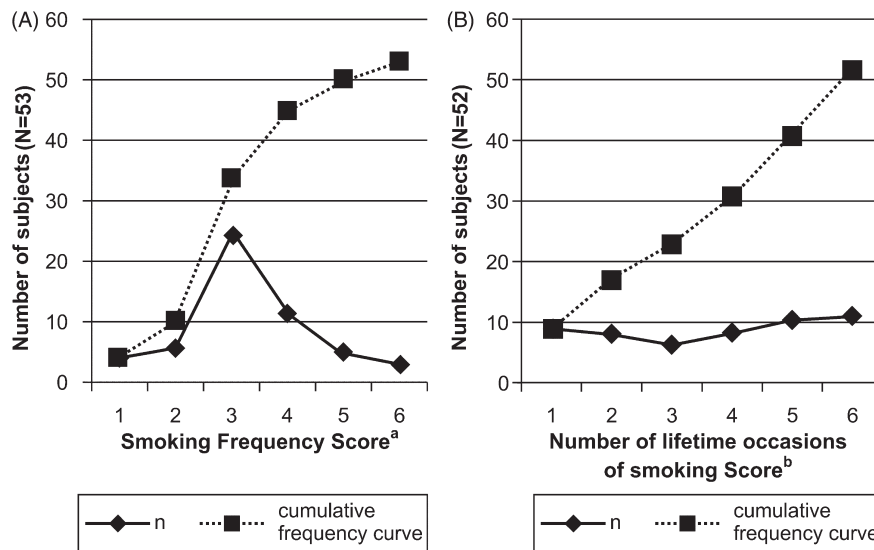 (A)
Number of subjects (N=53)
60
50
40
30
20
10
0
1 2 3 4 5 6
Smoking Frequency Scoreᵃ
n
cumulative
frequency curve
(B)
Number of subjects (N=52)
60
50
40
30
20
10
0
1 2 3 4 5 6
Number of lifetime occasions
of smoking Scoreᵇ
n
cumulative
frequency curve